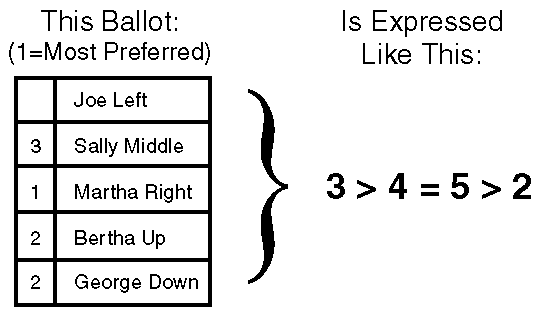 This Ballot:
(1=Most Preferred)
Joe Left
3 Sally Middle
1 Martha Right
2 Bertha Up
2 George Down
Is Expressed
Like This:
3 > 4 = 5 > 2